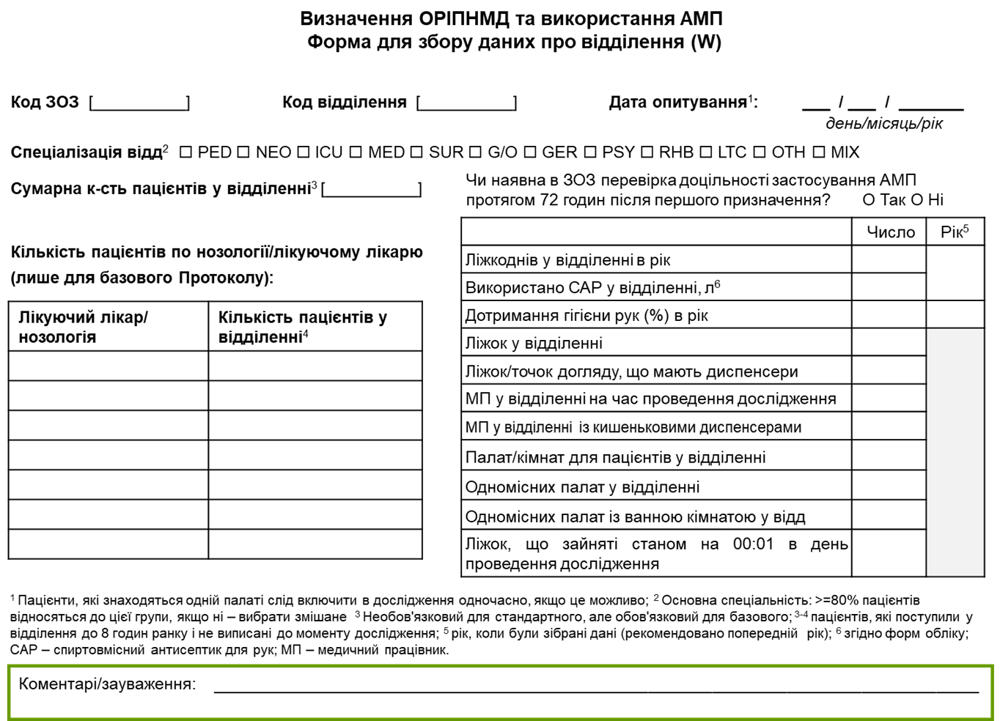 Визначення ОРІПНМД та використання АМП
Форма для збору даних про відділення (W)
Код ЗОЗ [__________]
Код відділення [__________]
Дата опитування¹: ___ / ___ / _______
день/місяць/рік
Спеціалізація відд² ☐ PED ☐ NEO ☐ ICU ☐ MED ☐ SUR ☐ G/O ☐ GER ☐ PSY ☐ RHB ☐ LTC ☐ OTH ☐ MIX
Сумарна к-сть пацієнтів у відділенні³ [__________]
Кількість пацієнтів по нозології/лікуючому лікарю
(лише для базового Протоколу):
Лікуючий лікар/
нозологія
Кількість пацієнтів у
відділенні⁴
Чи наявна в ЗОЗ перевірка доцільності застосування АМП
протягом 72 годин після першого призначення? О Так О Ні
Число Рік⁵
Ліжкоднів у відділенні в рік
Використано САР у відділенні, л⁶
Дотримання гігієни рук (%) в рік
Ліжок у відділенні
Ліжок/точок догляду, що мають диспенсери
МП у відділенні на час проведення дослідження
МП у відділенні із кишеньковими диспенсерами
Палат/кімнат для пацієнтів у відділенні
Одномісних палат у відділенні
Одномісних палат із ванною кімнатою у відд
Ліжок, що зайняті станом на 00:01 в день
проведення дослідження
¹ Пацієнти, які знаходяться одній палаті слід включити в дослідження одночасно, якщо це можливо; ² Основна спеціальність: >=80% пацієнтів
відносяться до цієї групи, якщо ні – вибрати змішане ³ Необов'язковий для стандартного, але обов'язковий для базового; ³⁻⁴ пацієнтів, які поступили у
відділення до 8 годин ранку і не виписані до моменту дослідження; ⁵ рік, коли були зібрані дані (рекомендовано попередній рік); ⁶ згідно форм обліку;
САР – спиртовмісний антисептик для рук; МП – медичний працівник.
Коментарі/зауваження: ____________________